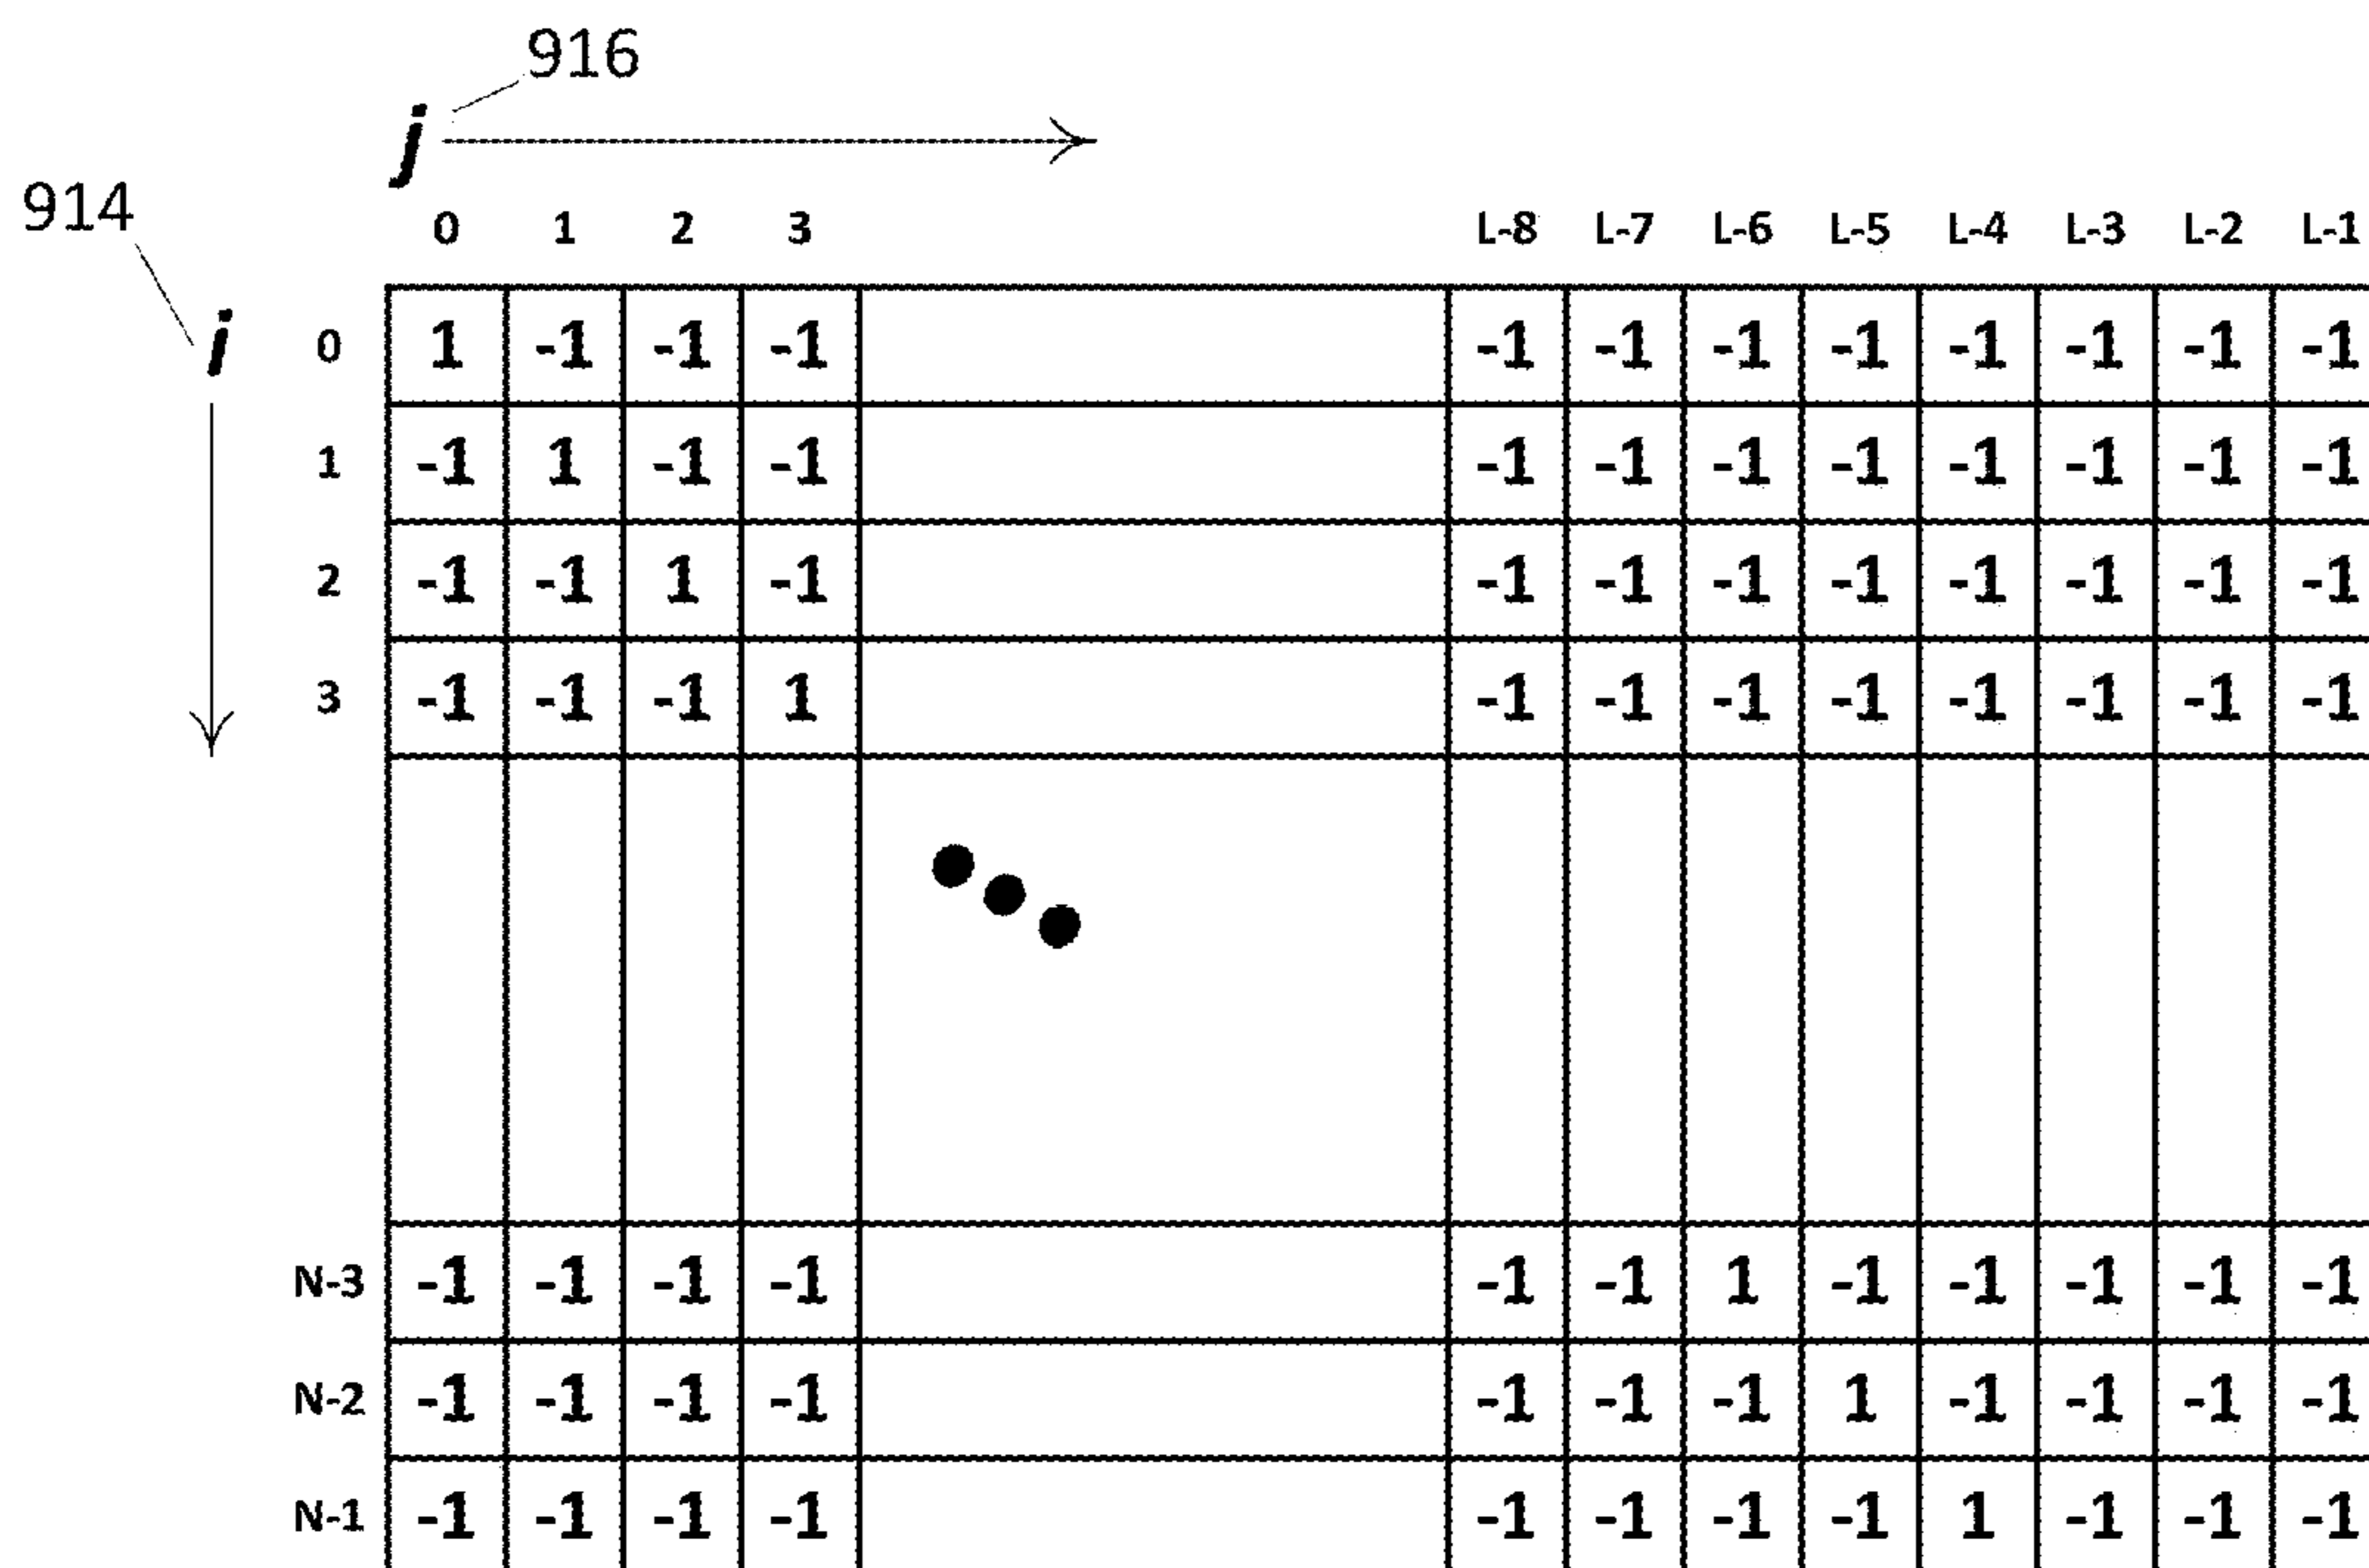 916
j
914
0 1 2 3 L-8 L-7 L-6 L-5 L-4 L-3 L-2 L-1
i
0 1 -1 -1 -1 -1 -1 -1 -1 -1 -1 -1 -1
1 -1 1 -1 -1 -1 -1 -1 -1 -1 -1 -1 -1
2 -1 -1 1 -1 -1 -1 -1 -1 -1 -1 -1 -1
3 -1 -1 -1 1 -1 -1 -1 -1 -1 -1 -1 -1
N-3 -1 -1 -1 -1 -1 -1 1 -1 -1 -1 -1 -1
N-2 -1 -1 -1 -1 -1 -1 -1 1 -1 -1 -1 -1
N-1 -1 -1 -1 -1 -1 -1 -1 -1 1 -1 -1 -1